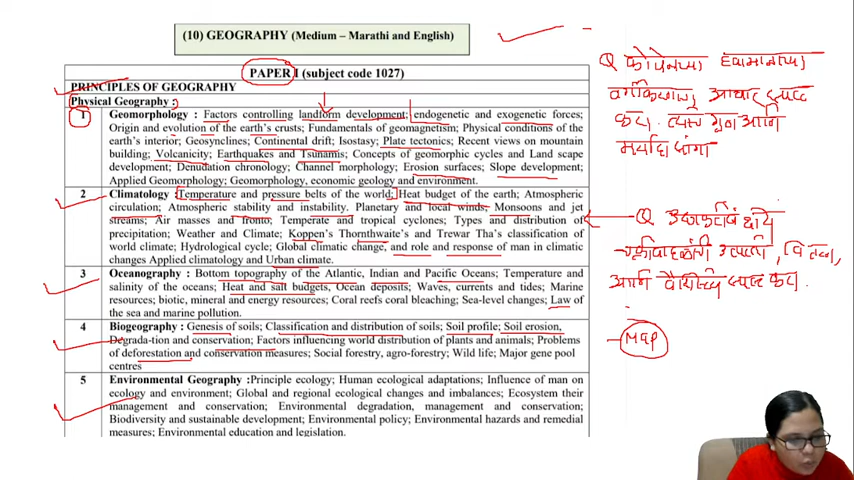 (10) GEOGRAPHY (Medium – Marathi and English)
PAPER I (subject code 1027)
PRINCIPLES OF GEOGRAPHY
Physical Geography :
1 Geomorphology : Factors controlling landform development; endogenetic and exogenetic forces;
Origin and evolution of the earth's crusts; Fundamentals of geomagnetism; Physical conditions of the
earth's interior; Geosynclines; Continental drift; Isostasy; Plate tectonics; Recent views on mountain
building; Volcanicity; Earthquakes and Tsunamis; Concepts of geomorphic cycles and Land scape
development; Denudation chronology; Channel morphology; Erosion surfaces; Slope development;
Applied Geomorphology; Geomorphology, economic geology and environment.
2 Climatology : Temperature and pressure belts of the world; Heat budget of the earth; Atmospheric
circulation; Atmospheric stability and instability. Planetary and local winds; Monsoons and jet
streams; Air masses and fronto; Temperate and tropical cyclones; Types and distribution of
precipitation; Weather and Climate; Koppen's Thornthwaite's and Trewar Tha's classification
of world climate; Hydrological cycle; Global climatic change, and role and response of man in climatic
changes Applied climatology and Urban climate.
3 Oceanography : Bottom topography of the Atlantic, Indian and Pacific Oceans; Temperature and
salinity of the oceans; Heat and salt budgets, Ocean deposits; Waves, currents and tides; Marine
resources; biotic, mineral and energy resources; Coral reefs coral bleaching; Sea-level changes; Law of
the sea and marine pollution.
4 Biogeography : Genesis of soils; Classification and distribution of soils; Soil profile; Soil erosion,
Degrada-tion and conservation; Factors influencing world distribution of plants and animals; Problems
of deforestation and conservation measures; Social forestry, agro-forestry; Wild life; Major gene pool
centres
5 Environmental Geography :Principle ecology; Human ecological adaptations; Influence of man on
ecology and environment; Global and regional ecological changes and imbalances; Ecosystem their
management and conservation; Environmental degradation, management and conservation;
Biodiversity and sustainable development; Environmental policy; Environmental hazards and remedial
measures; Environmental education and legislation.
Q कोपेनच्या हवामानाच्या
आधार स्पष्ट
करा. त्याचे गुण आणि
मर्यादा सांगा
Q
आणि वैशिष्ट्ये स्पष्ट करा.
Map